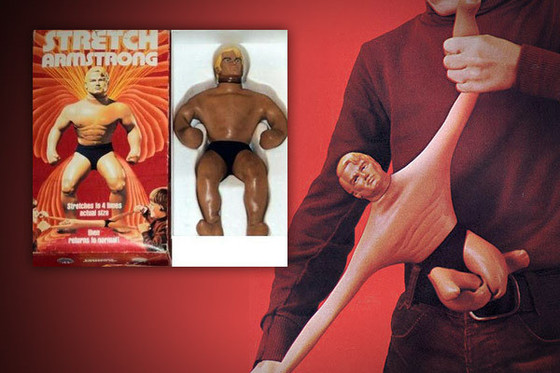 STRETCH
ARMSTRONG
Stretches to 4 times
actual size
then
returns to normal!